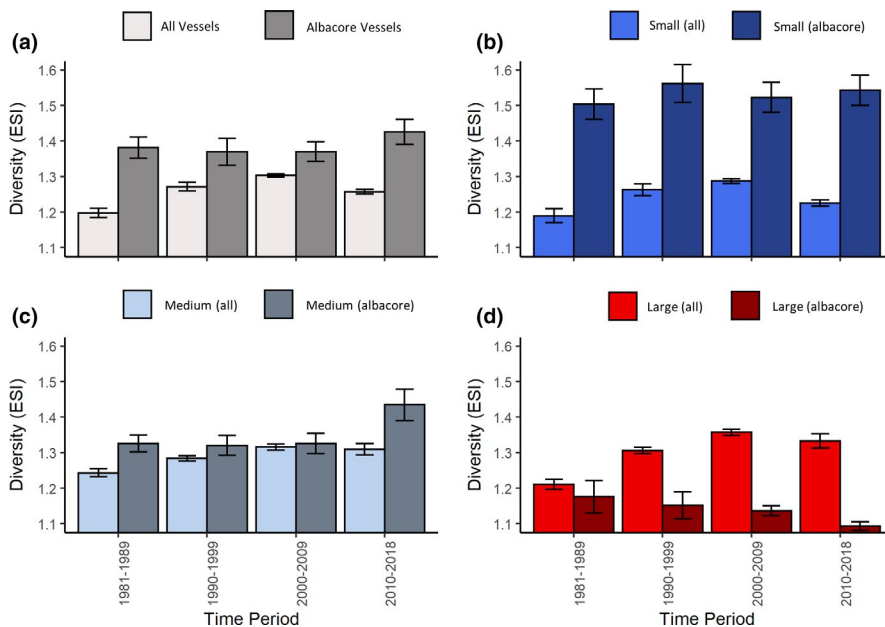 (a)
All Vessels
Albacore Vessels
Diversity (ESI)
1.6
1.5
1.4
1.3
1.2
1.1
(b)
Small (all)
Small (albacore)
Diversity (ESI)
1.6
1.5
1.4
1.3
1.2
1.1
(c)
Medium (all)
Medium (albacore)
Diversity (ESI)
1.6
1.5
1.4
1.3
1.2
1.1
1981-1989
1990-1999
2000-2009
2010-2018
Time Period
(d)
Large (all)
Large (albacore)
Diversity (ESI)
1.6
1.5
1.4
1.3
1.2
1.1
1981-1989
1990-1999
2000-2009
2010-2018
Time Period